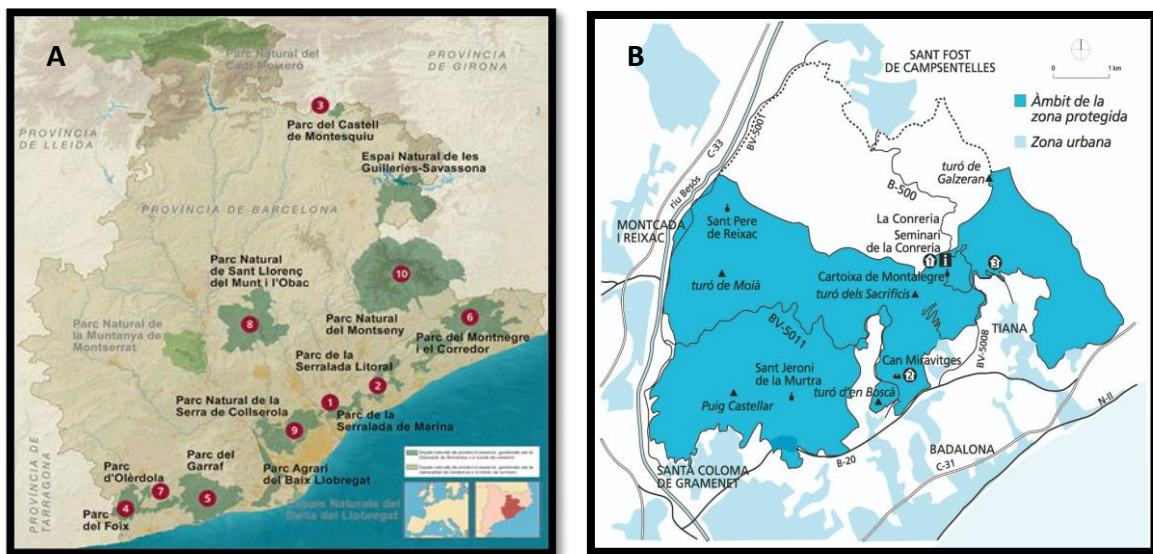 A
Parc Natural del
Cadí-Moixeró
PROVÍNCIA
DE GIRONA
3
Parc del Castell
de Montesquiu
PROVÍNCIA
DE LLEIDA
Espai Natural de les
Guilleries-Savassona
PROVÍNCIA DE BARCELONA
Parc Natural
de Sant Llorenç
del Munt i l'Obac
10
8
Parc Natural
del Montseny
6
Parc del Montnegre
i el Corredor
Parc Natural de
la Muntanya de
Montserrat
Parc de la
Serralada Litoral
2
Parc Natural de la
Serra de Collserola
1
Parc de la
Serralada de Marina
9
PROVÍNCIA DE
TARRAGONA
Parc
d'Olèrdola
Parc del
Garraf
Parc Agrari
del Baix Llobregat
7
5
4
Parc
del Foix
Espais Naturals del
Delta del Llobregat
B
SANT FOST
DE CAMPSENTELLES
0
1 km
Àmbit de la
zona protegida
Zona urbana
BV-5001
C-33
riu Besòs
turó de
Galzeran
B-500
MONTCADA
I REIXAC
Sant Pere
de Reixac
La Conreria
Seminari
de la Conreria
1
i
3
Cartoixa de Montalegre
turó de Moià
turó dels Sacrificis
BV-5011
TIANA
BV-5008
Can Miravitges
2
Sant Jeroni
de la Murtra
turó d'en Boscà
Puig Castellar
N-II
BADALONA
SANTA COLOMA
DE GRAMENET
B-20
C-31